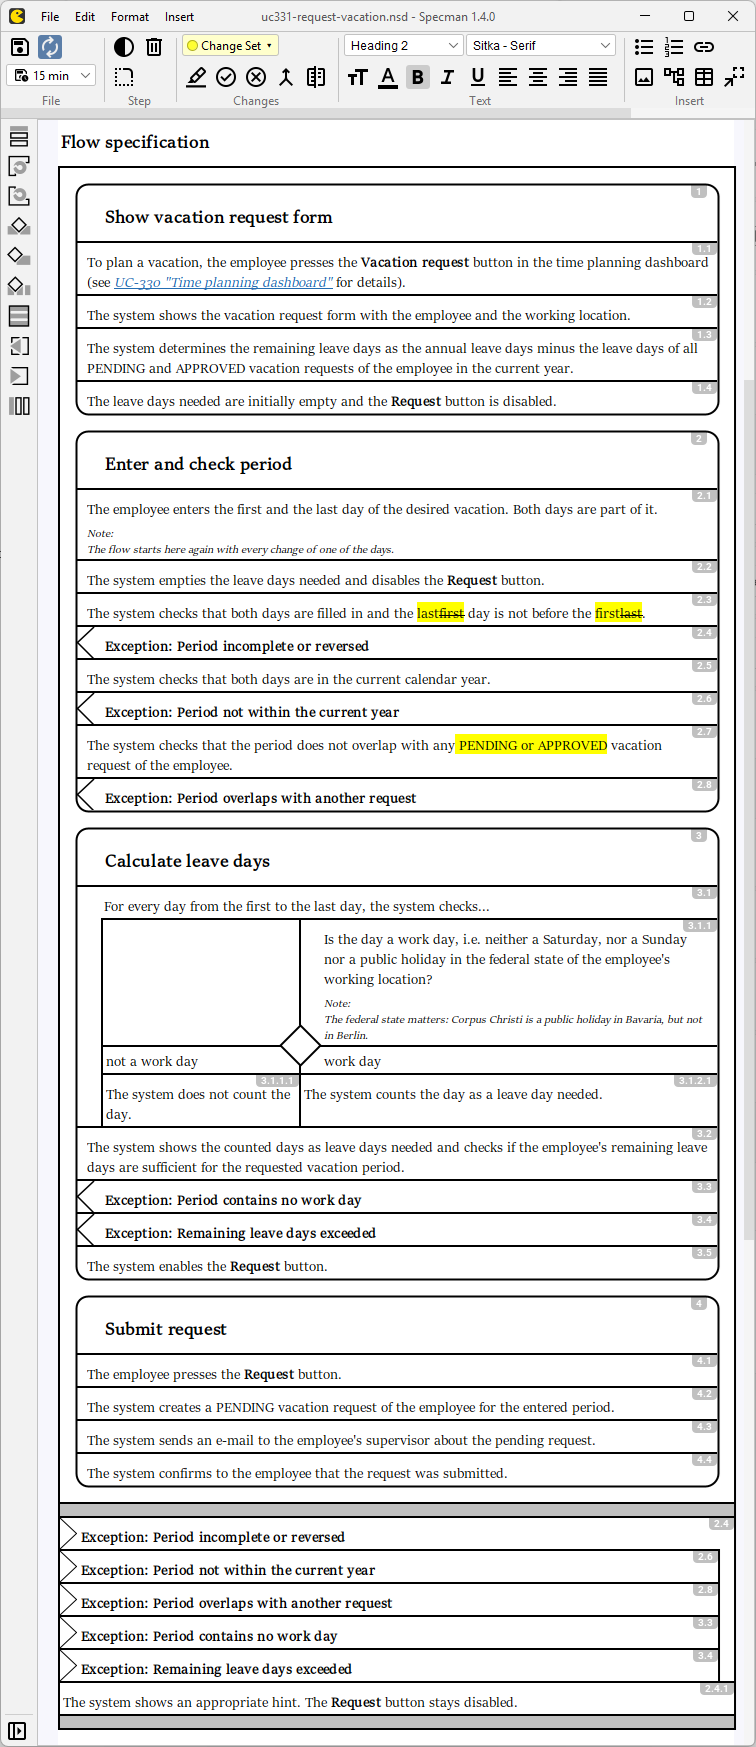 File Edit Format Insert uc331-request-vacation.nsd - Specman 1.4.0
Change Set Heading 2 Sitka - Serif
15 min
File Step Changes Text Insert
Flow specification
1
Show vacation request form
1.1
To plan a vacation, the employee presses the Vacation request button in the time planning dashboard
(see UC-330 "Time planning dashboard" for details).
1.2
The system shows the vacation request form with the employee and the working location.
1.3
The system determines the remaining leave days as the annual leave days minus the leave days of all
PENDING and APPROVED vacation requests of the employee in the current year.
1.4
The leave days needed are initially empty and the Request button is disabled.
2
Enter and check period
2.1
The employee enters the first and the last day of the desired vacation. Both days are part of it.
Note:
The flow starts here again with every change of one of the days.
2.2
The system empties the leave days needed and disables the Request button.
2.3
The system checks that both days are filled in and the lastfirst day is not before the firstlast.
2.4
Exception: Period incomplete or reversed
2.5
The system checks that both days are in the current calendar year.
2.6
Exception: Period not within the current year
2.7
The system checks that the period does not overlap with any PENDING or APPROVED vacation
request of the employee.
2.8
Exception: Period overlaps with another request
3
Calculate leave days
3.1
For every day from the first to the last day, the system checks...
3.1.1
Is the day a work day, i.e. neither a Saturday, nor a Sunday
nor a public holiday in the federal state of the employee's
working location?
Note:
The federal state matters: Corpus Christi is a public holiday in Bavaria, but not
in Berlin.
not a work day work day
3.1.1.1 3.1.2.1
The system does not count the
day.
The system counts the day as a leave day needed.
3.2
The system shows the counted days as leave days needed and checks if the employee's remaining leave
days are sufficient for the requested vacation period.
3.3
Exception: Period contains no work day
3.4
Exception: Remaining leave days exceeded
3.5
The system enables the Request button.
4
Submit request
4.1
The employee presses the Request button.
4.2
The system creates a PENDING vacation request of the employee for the entered period.
4.3
The system sends an e-mail to the employee's supervisor about the pending request.
4.4
The system confirms to the employee that the request was submitted.
2.4
Exception: Period incomplete or reversed
2.6
Exception: Period not within the current year
2.8
Exception: Period overlaps with another request
3.3
Exception: Period contains no work day
3.4
Exception: Remaining leave days exceeded
2.4.1
The system shows an appropriate hint. The Request button stays disabled.